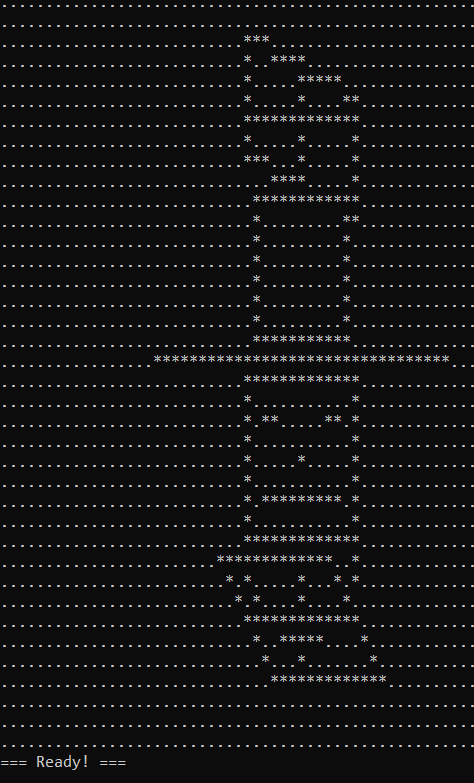 === Ready! ===